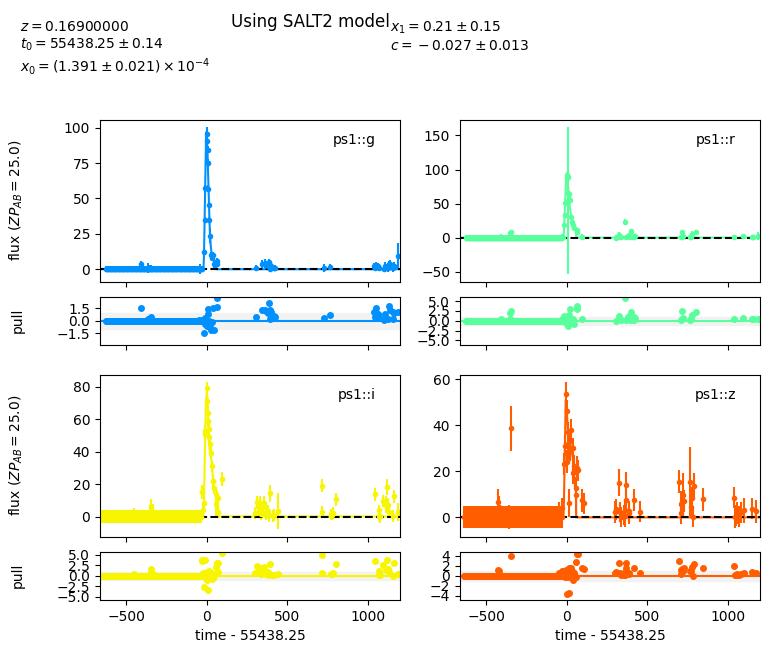 Using SALT2 model
z = 0.16900000
t₀ = 55438.25 ± 0.14
x₀ = (1.391 ± 0.021) × 10⁻⁴
x₁ = 0.21 ± 0.15
c = −0.027 ± 0.013
flux (ZP_AB = 25.0)
100
75
50
25
0
ps1::g
150
100
50
0
−50
ps1::r
pull
1.5
0.0
−1.5
5.0
2.5
0.0
−2.5
−5.0
flux (ZP_AB = 25.0)
80
60
40
20
0
ps1::i
60
40
20
0
ps1::z
pull
5.0
2.5
0.0
−2.5
−5.0
4
2
0
−2
−4
−500
0
500
1000
−500
0
500
1000
time - 55438.25
time - 55438.25